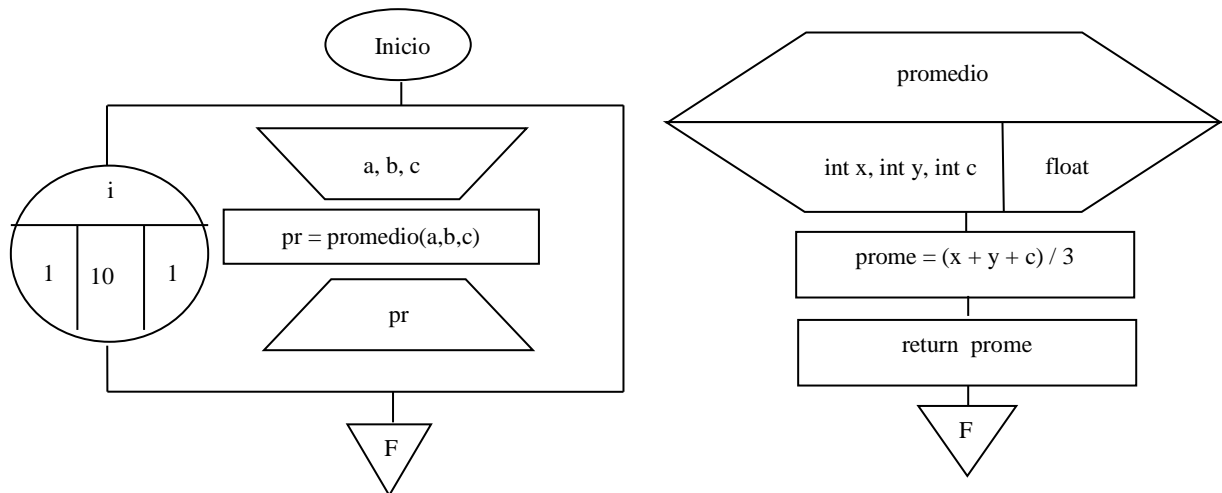 Inicio
a, b, c
i
1 10 1
pr = promedio(a,b,c)
pr
F
promedio
int x, int y, int c float
prome = (x + y + c) / 3
return prome
F